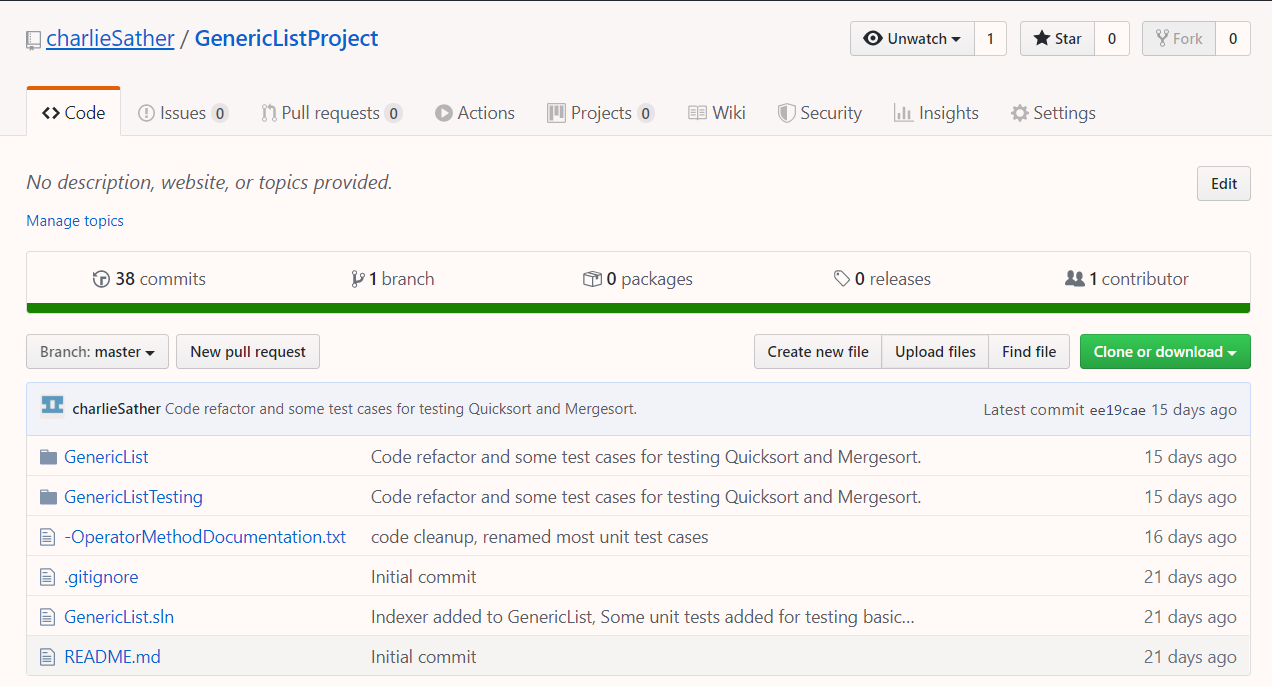 charlieSather / GenericListProject
Unwatch 1 Star 0 Fork 0
Code Issues 0 Pull requests 0 Actions Projects 0 Wiki Security Insights Settings
No description, website, or topics provided. Edit
Manage topics
38 commits 1 branch 0 packages 0 releases 1 contributor
Branch: master New pull request Create new file Upload files Find file Clone or download
charlieSather Code refactor and some test cases for testing Quicksort and Mergesort. Latest commit ee19cae 15 days ago
GenericList Code refactor and some test cases for testing Quicksort and Mergesort. 15 days ago
GenericListTesting Code refactor and some test cases for testing Quicksort and Mergesort. 15 days ago
-OperatorMethodDocumentation.txt code cleanup, renamed most unit test cases 16 days ago
.gitignore Initial commit 21 days ago
GenericList.sln Indexer added to GenericList, Some unit tests added for testing basic… 21 days ago
README.md Initial commit 21 days ago